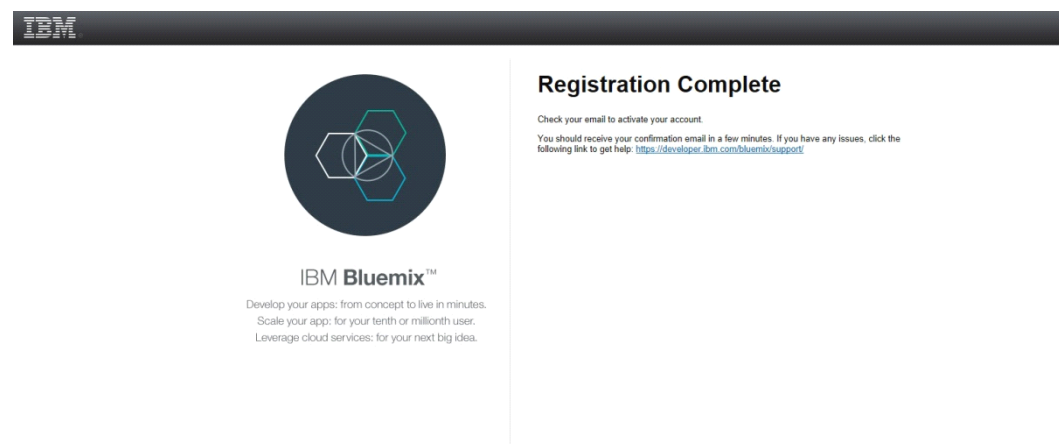 IBM
Registration Complete
Check your email to activate your account.
You should receive your confirmation email in a few minutes. If you have any issues, click the
following link to get help: https://developer.ibm.com/bluemix/support/
IBM Bluemix™
Develop your apps: from concept to live in minutes.
Scale your app: for your tenth or millionth user.
Leverage cloud services: for your next big idea.